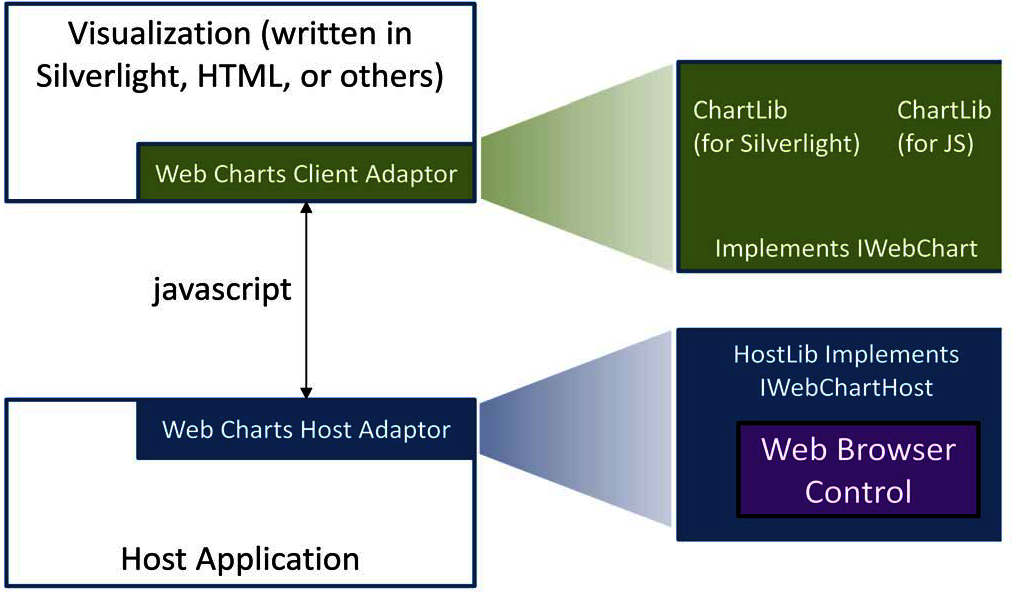 Visualization (written in
Silverlight, HTML, or others)
Web Charts Client Adaptor
ChartLib
(for Silverlight)
ChartLib
(for JS)
Implements IWebChart
javascript
Web Charts Host Adaptor
Host Application
HostLib Implements
IWebChartHost
Web Browser
Control